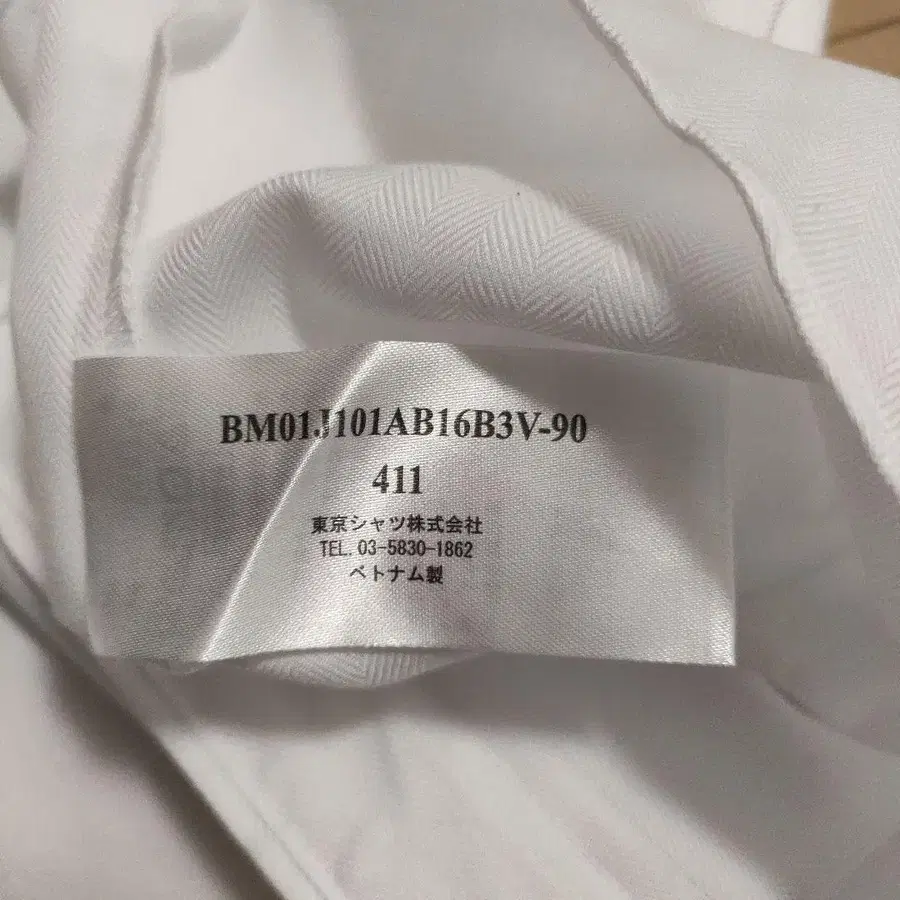 BM01J101AB16B3V-90
411
東京シャツ株式会社
TEL. 03-5830-1862
ベトナム製